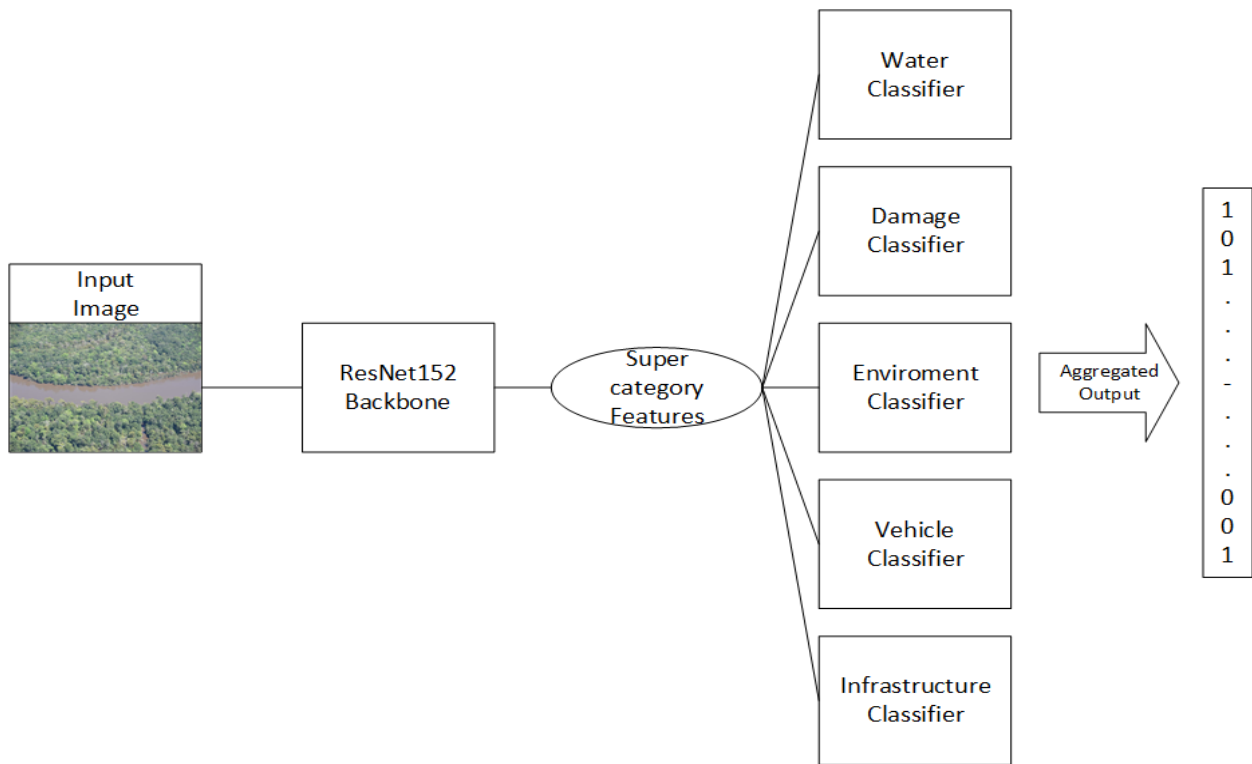 Input
Image
ResNet152
Backbone
Super
category
Features
Water
Classifier
Damage
Classifier
Enviroment
Classifier
Vehicle
Classifier
Infrastructure
Classifier
Aggregated
Output
1
0
1
.
.
.
-
.
.
.
0
0
1